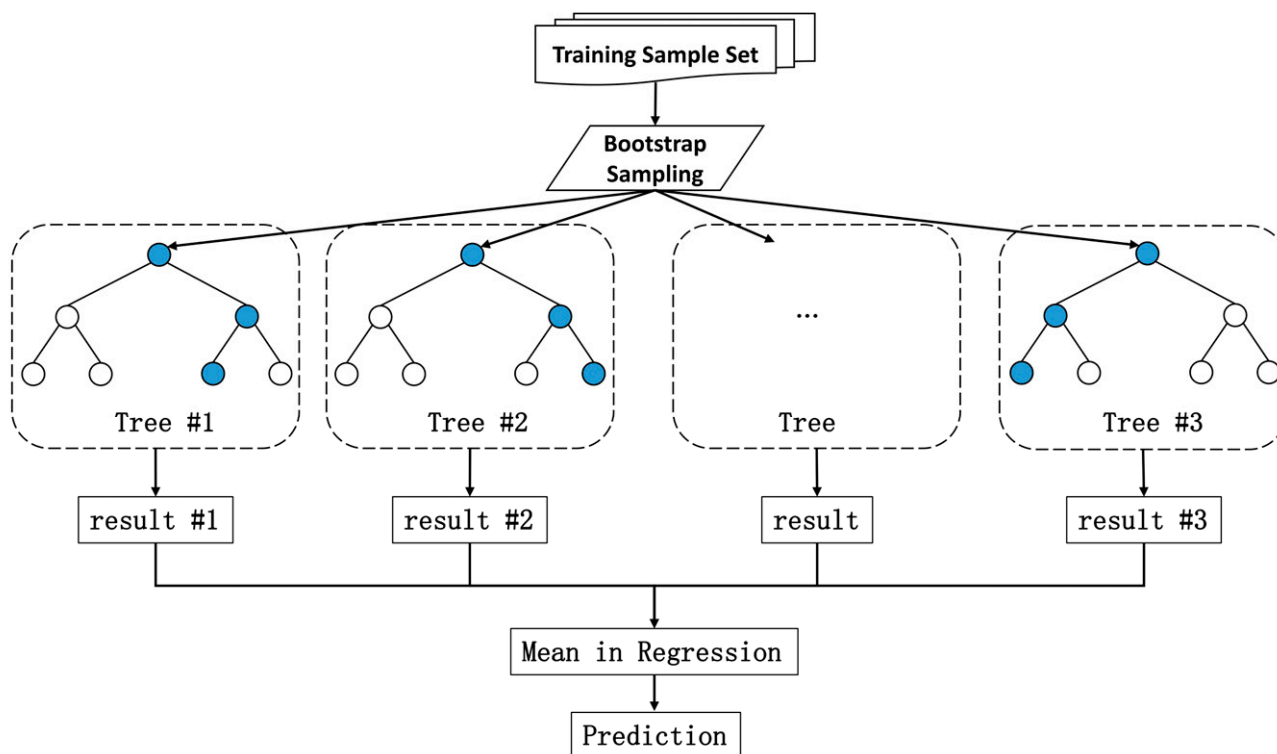 Training Sample Set
Bootstrap
Sampling
...
Tree #1
Tree #2
Tree
Tree #3
result #1
result #2
result
result #3
Mean in Regression
Prediction